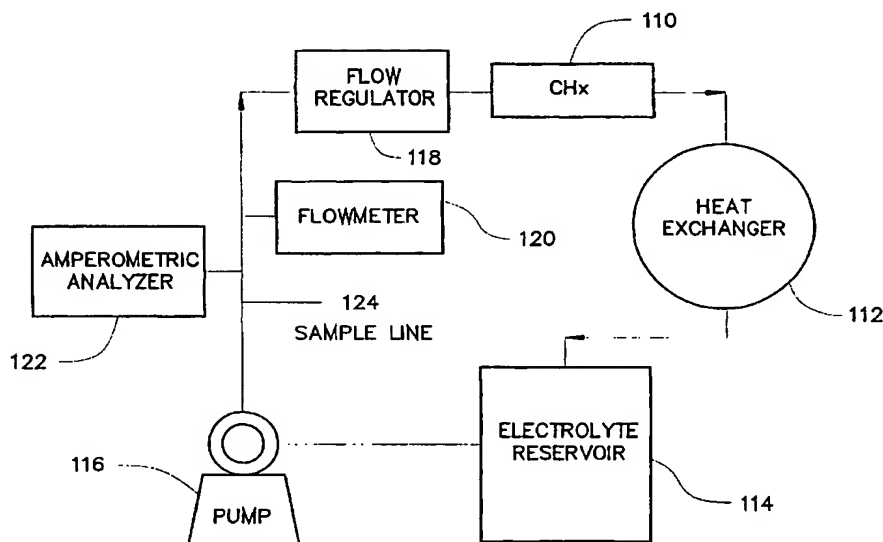 110
FLOW
REGULATOR
CHx
118
FLOWMETER
120
HEAT
EXCHANGER
112
AMPEROMETRIC
ANALYZER
122
124
SAMPLE LINE
ELECTROLYTE
RESERVOIR
114
116
PUMP